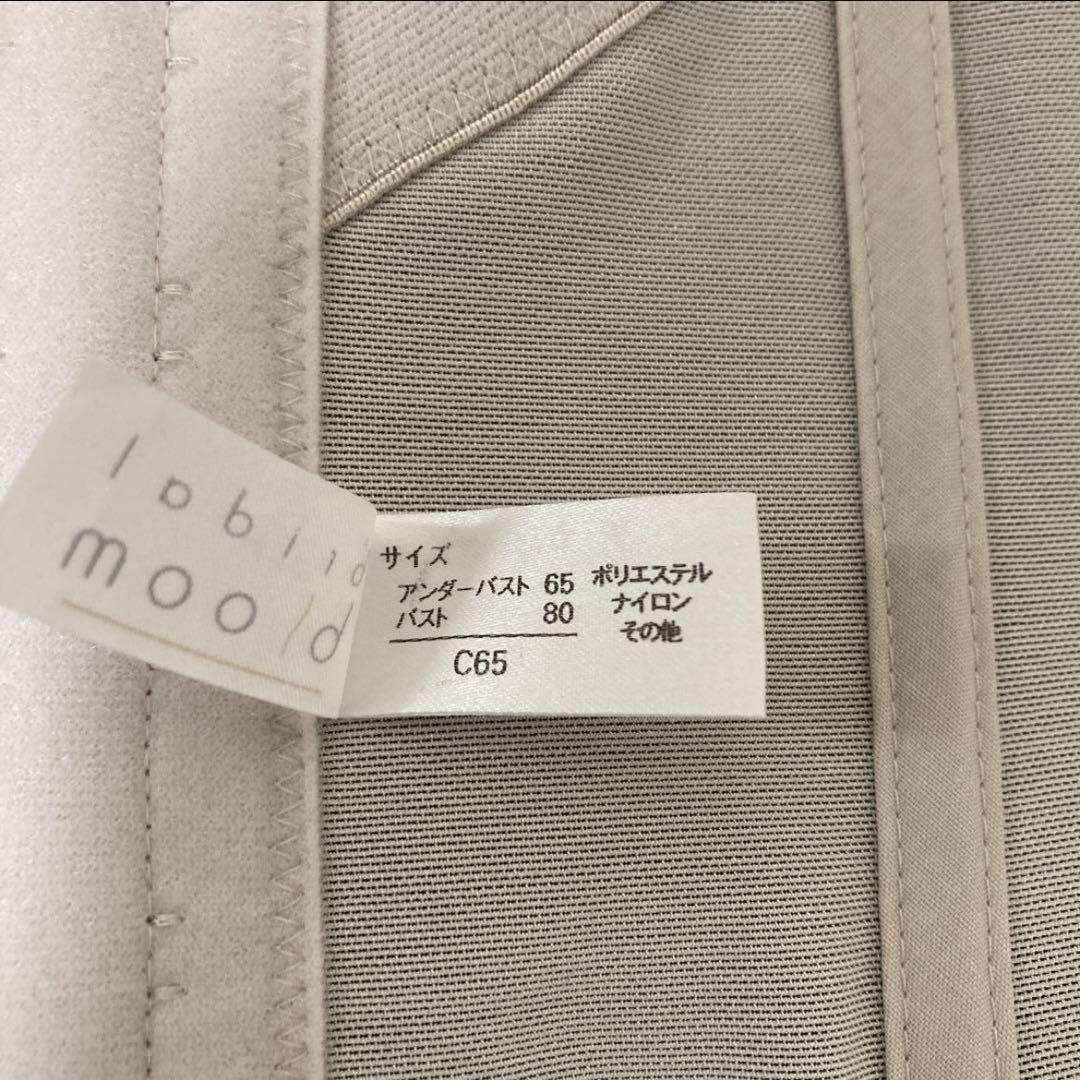 moold
サイズ
アンダーバスト 65
バスト 80
C65
ポリエステル
ナイロン
その他